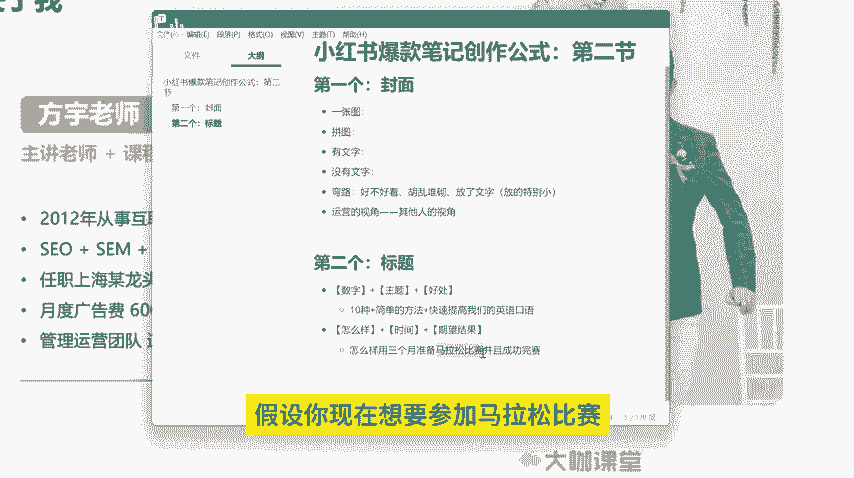 方宇老师
主讲老师 + 课程
2012年从事互联
SEO + SEM +
任职上海某龙头
月度广告费 600
管理运营团队
文件(F) 编辑(E) 段落(P) 格式(O) 视图(V) 主题(T) 帮助(H)
文件 大纲
小红书爆款笔记创作公式：第二节
第一个：封面
第二个：标题
小红书爆款笔记创作公式：第二节
第一个：封面
一张图：
拼图：
有文字：
没有文字：
弯路：好不好看、胡乱堆砌、放了文字（放的特别小）
运营的视角——其他人的视角
第二个：标题
【数字】+【主题】+【好处】
10种+简单的方法+快速提高我们的英语口语
【怎么样】+【时间】+【期望结果】
怎么样用三个月准备马拉松比赛并且成功完赛
假设你现在想要参加马拉松比赛
大咖课堂